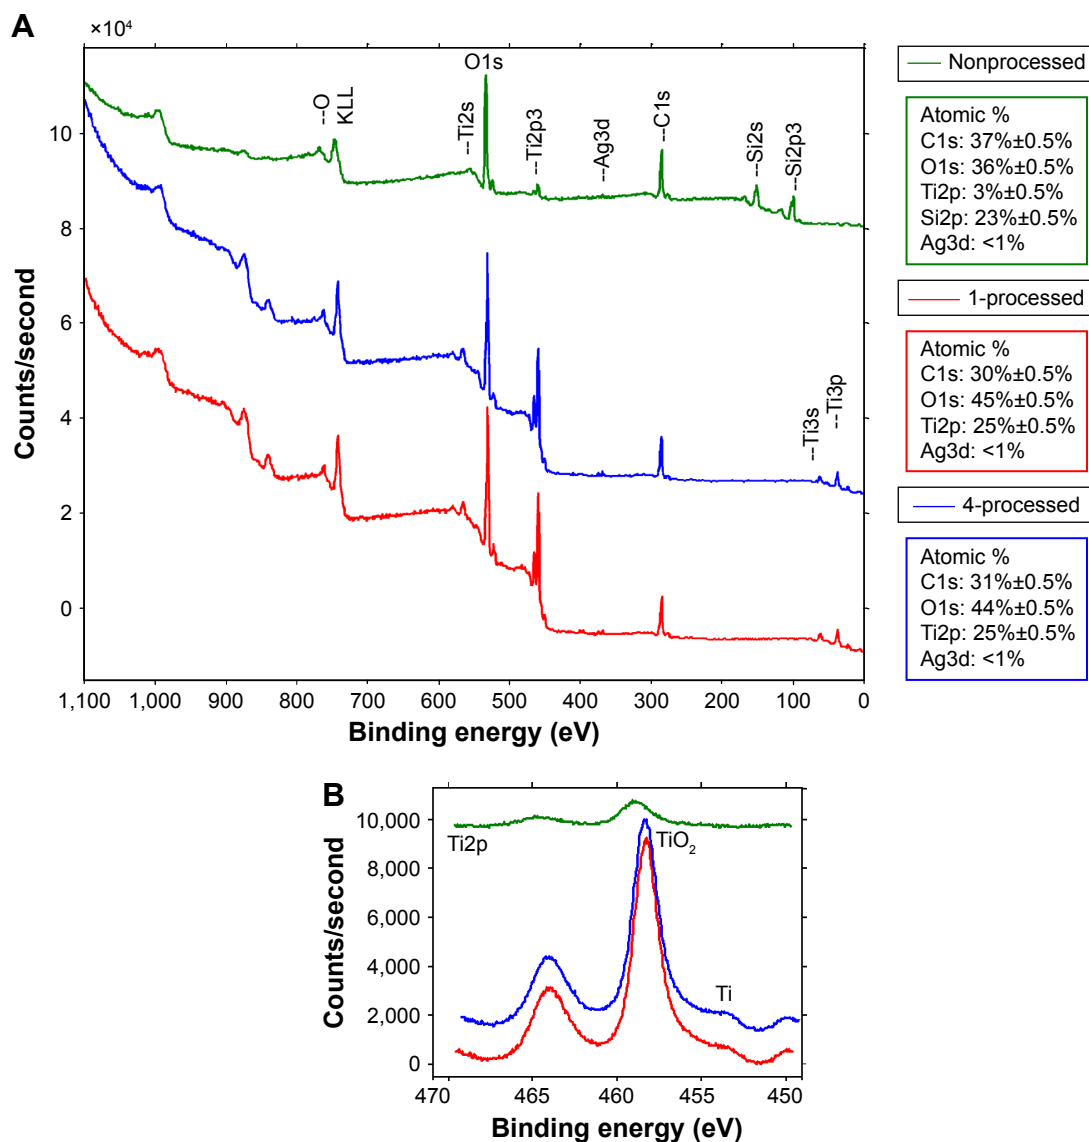 A
×10⁴
10
8
6
4
2
0
Counts/second
1,100
1,000
900
800
700
600
500
400
300
200
100
0
Binding energy (eV)
--O
KLL
--Ti2s
O1s
--Ti2p3
--Ag3d
--C1s
--Si2s
--Si2p3
--Ti3s
--Ti3p
Nonprocessed
Atomic %
C1s: 37%±0.5%
O1s: 36%±0.5%
Ti2p: 3%±0.5%
Si2p: 23%±0.5%
Ag3d: <1%
1-processed
Atomic %
C1s: 30%±0.5%
O1s: 45%±0.5%
Ti2p: 25%±0.5%
Ag3d: <1%
4-processed
Atomic %
C1s: 31%±0.5%
O1s: 44%±0.5%
Ti2p: 25%±0.5%
Ag3d: <1%
B
10,000
8,000
6,000
4,000
2,000
0
Counts/second
Ti2p
TiO₂
Ti
470
465
460
455
450
Binding energy (eV)